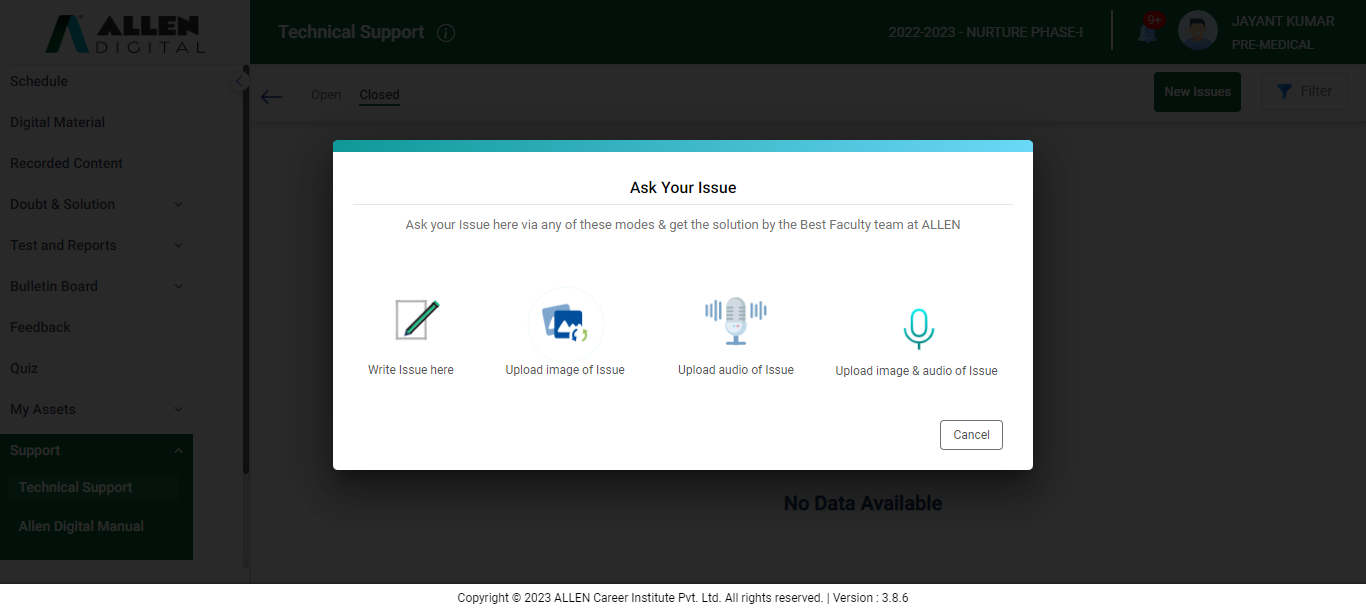 ALLEN
DIGITAL
Technical Support
i
2022-2023 - NURTURE PHASE-I
9+
JAYANT KUMAR
PRE-MEDICAL
Schedule
Digital Material
Recorded Content
Doubt & Solution
Test and Reports
Bulletin Board
Feedback
Quiz
My Assets
Support
Technical Support
Allen Digital Manual
Open Closed
New Issues
Filter
Ask Your Issue
Ask your Issue here via any of these modes & get the solution by the Best Faculty team at ALLEN
Write Issue here
Upload image of Issue
Upload audio of Issue
Upload image & audio of Issue
Cancel
No Data Available
Copyright © 2023 ALLEN Career Institute Pvt. Ltd. All rights reserved. | Version : 3.8.6